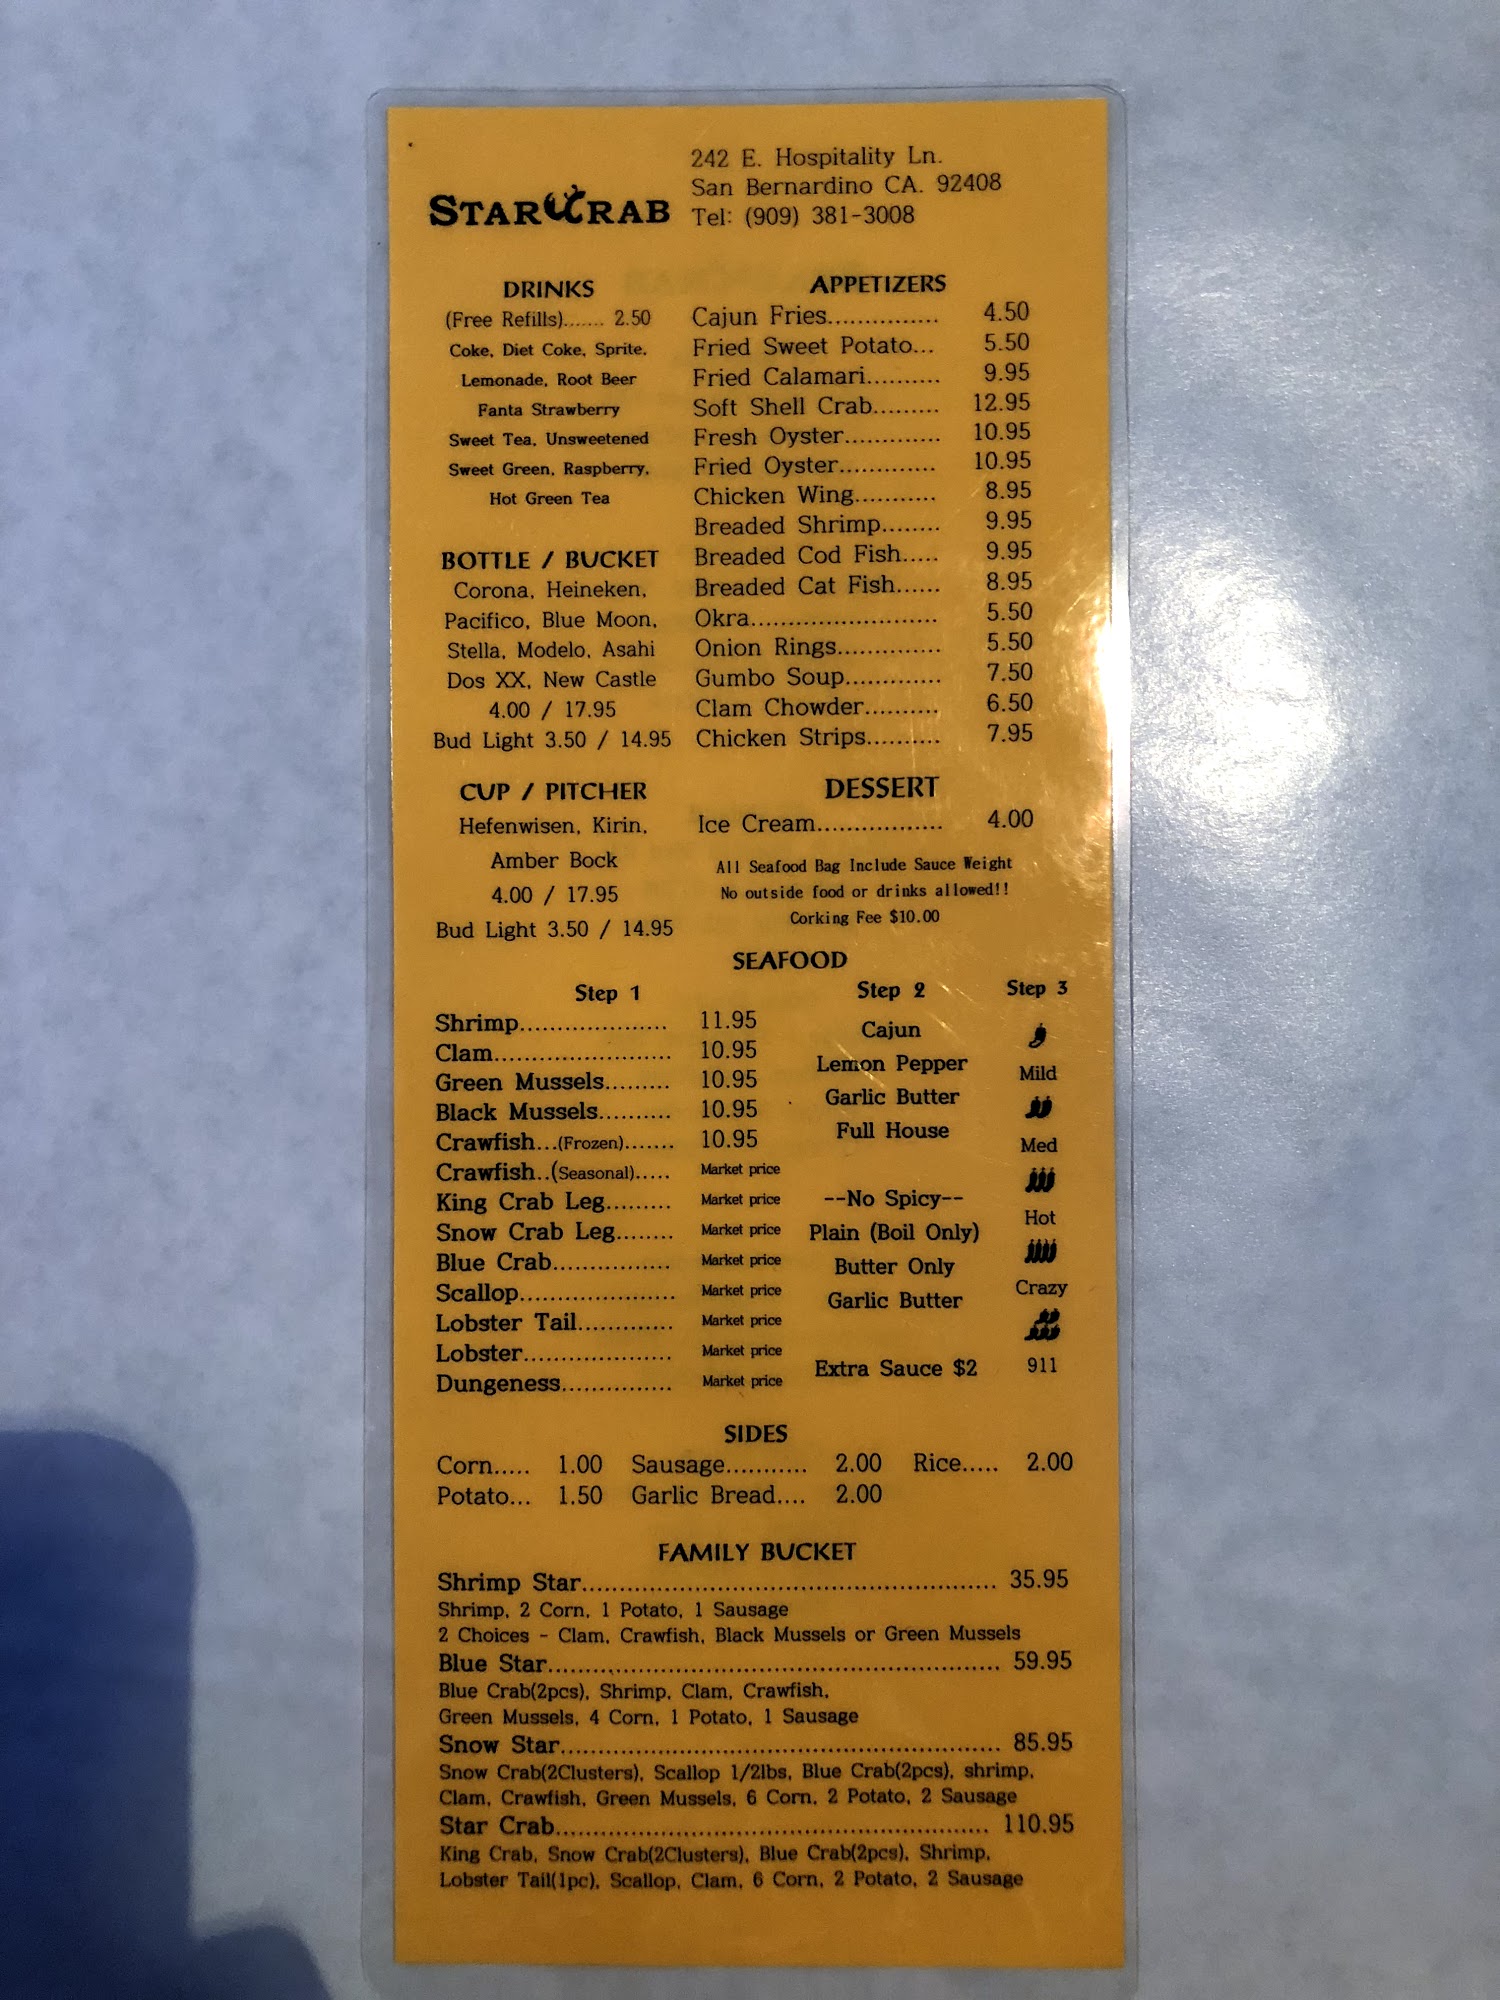 STAR CRAB
242 E. Hospitality Ln.
San Bernardino CA. 92408
Tel: (909) 381-3008
DRINKS
(Free Refills)....... 2.50
Coke, Diet Coke, Sprite,
Lemonade, Root Beer
Fanta Strawberry
Sweet Tea, Unsweetened
Sweet Green, Raspberry,
Hot Green Tea
BOTTLE / BUCKET
Corona, Heineken,
Pacifico, Blue Moon,
Stella, Modelo, Asahi
Dos XX, New Castle
4.00 / 17.95
Bud Light 3.50 / 14.95
CUP / PITCHER
Hefenwisen, Kirin,
Amber Bock
4.00 / 17.95
Bud Light 3.50 / 14.95
APPETIZERS
Cajun Fries............... 4.50
Fried Sweet Potato... 5.50
Fried Calamari.......... 9.95
Soft Shell Crab......... 12.95
Fresh Oyster............. 10.95
Fried Oyster............. 10.95
Chicken Wing........... 8.95
Breaded Shrimp........ 9.95
Breaded Cod Fish..... 9.95
Breaded Cat Fish...... 8.95
Okra......................... 5.50
Onion Rings.............. 5.50
Gumbo Soup............. 7.50
Clam Chowder.......... 6.50
Chicken Strips.......... 7.95
DESSERT
Ice Cream................. 4.00
All Seafood Bag Include Sauce Weight
No outside food or drinks allowed!!
Corking Fee $10.00
SEAFOOD
Step 1
Shrimp.................... 11.95
Clam........................ 10.95
Green Mussels......... 10.95
Black Mussels.......... 10.95
Crawfish...(Frozen)....... 10.95
Crawfish..(Seasonal)..... Market price
King Crab Leg......... Market price
Snow Crab Leg........ Market price
Blue Crab................ Market price
Scallop..................... Market price
Lobster Tail............. Market price
Lobster.................... Market price
Dungeness............... Market price
Step 2
Cajun
Lemon Pepper
Garlic Butter
Full House
--No Spicy--
Plain (Boil Only)
Butter Only
Garlic Butter
Extra Sauce $2
Step 3
Mild
Med
Hot
Crazy
911
SIDES
Corn..... 1.00 Sausage........... 2.00 Rice..... 2.00
Potato... 1.50 Garlic Bread.... 2.00
FAMILY BUCKET
Shrimp Star....................................................... 35.95
Shrimp, 2 Corn, 1 Potato, 1 Sausage
2 Choices - Clam, Crawfish, Black Mussels or Green Mussels
Blue Star............................................................ 59.95
Blue Crab(2pcs), Shrimp, Clam, Crawfish,
Green Mussels, 4 Corn, 1 Potato, 1 Sausage
Snow Star.......................................................... 85.95
Snow Crab(2Clusters), Scallop 1/2lbs, Blue Crab(2pcs), shrimp,
Clam, Crawfish, Green Mussels, 6 Corn, 2 Potato, 2 Sausage
Star Crab......................................................... 110.95
King Crab, Snow Crab(2Clusters), Blue Crab(2pcs), Shrimp,
Lobster Tail(1pc), Scallop, Clam, 6 Corn, 2 Potato, 2 Sausage